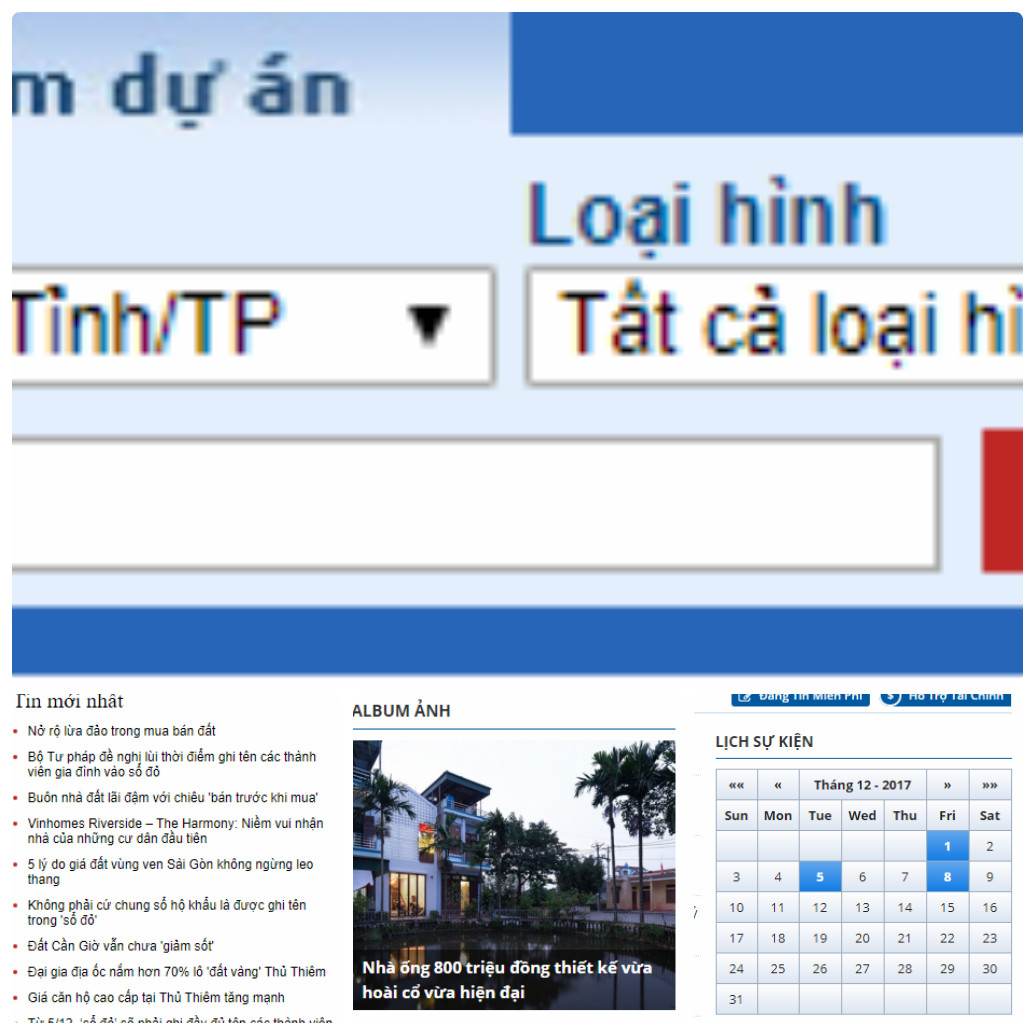 m dự án
Loại hình
Tỉnh/TP ▼
Tất cả loại hì
Tin mới nhất
• Nở rộ lừa đảo trong mua bán đất
• Bộ Tư pháp đề nghị lùi thời điểm ghi tên các thành
viên gia đình vào sổ đỏ
• Buôn nhà đất lãi đậm với chiêu 'bán trước khi mua'
• Vinhomes Riverside – The Harmony: Niềm vui nhận
nhà của những cư dân đầu tiên
• 5 lý do giá đất vùng ven Sài Gòn không ngừng leo
thang
• Không phải cứ chung sổ hộ khẩu là được ghi tên
trong 'sổ đỏ'
• Đất Cần Giờ vẫn chưa 'giảm sốt'
• Đại gia địa ốc nắm hơn 70% lô 'đất vàng' Thủ Thiêm
• Giá căn hộ cao cấp tại Thủ Thiêm tăng mạnh
• Từ 5/12, 'sổ đỏ' sẽ phải ghi đầy đủ tên các thành viên
ALBUM ẢNH
Nhà ống 800 triệu đồng thiết kế vừa
hoài cổ vừa hiện đại
Đăng Tin Miễn Phí
$ Hỗ Trợ Tài Chính
LỊCH SỰ KIỆN
«« « Tháng 12 - 2017 » »»
Sun Mon Tue Wed Thu Fri Sat
1 2
3 4 5 6 7 8 9
10 11 12 13 14 15 16
17 18 19 20 21 22 23
24 25 26 27 28 29 30
31